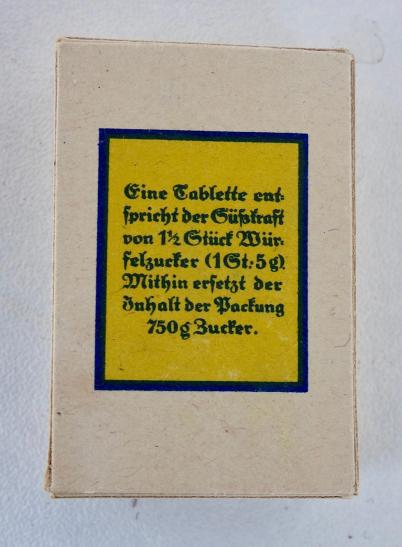 Eine Tablette ent-
spricht der Süßkraft
von 1½ Stück Wür-
felzucker (1 St.: 5 g).
Mithin ersetzt der
Inhalt der Packung
750 g Zucker.